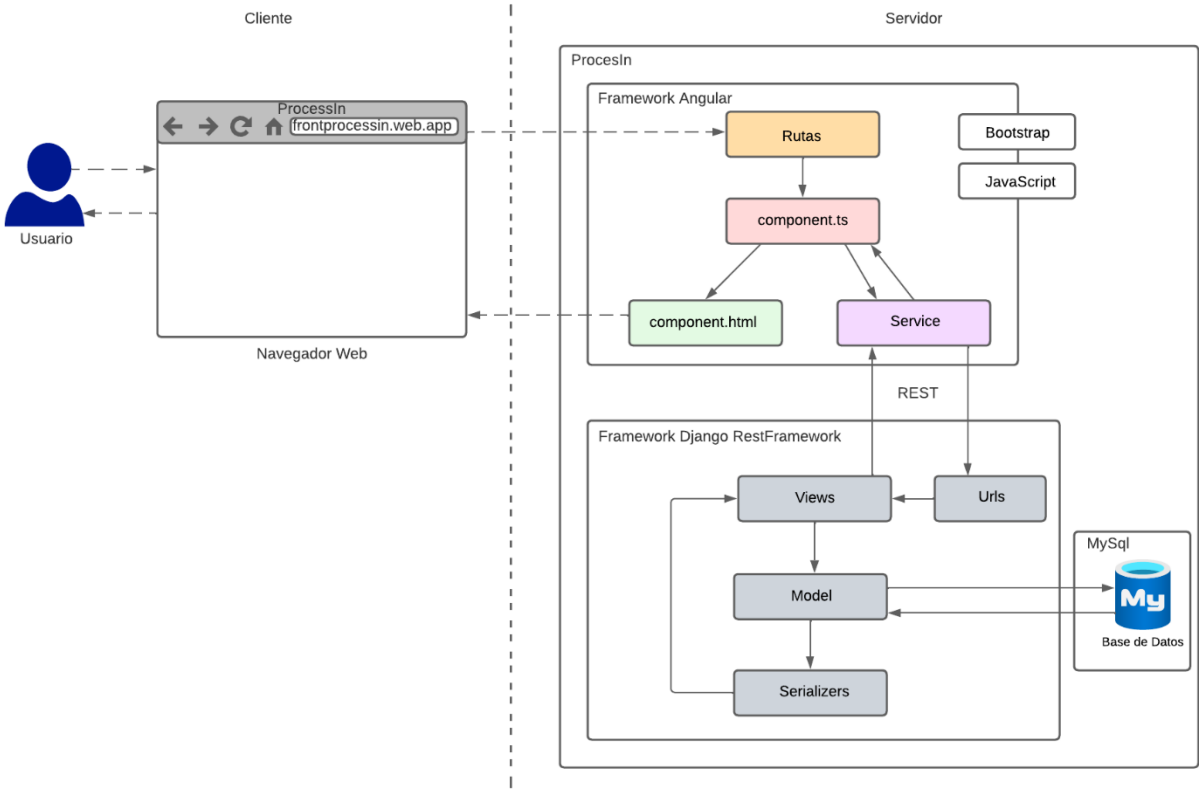 Cliente
Servidor
ProcesIn
Framework Angular
ProcessIn
frontprocessin.web.app
Rutas
Bootstrap
JavaScript
component.ts
Usuario
component.html
Service
Navegador Web
REST
Framework Django RestFramework
Views
Urls
MySql
Model
My
Base de Datos
Serializers